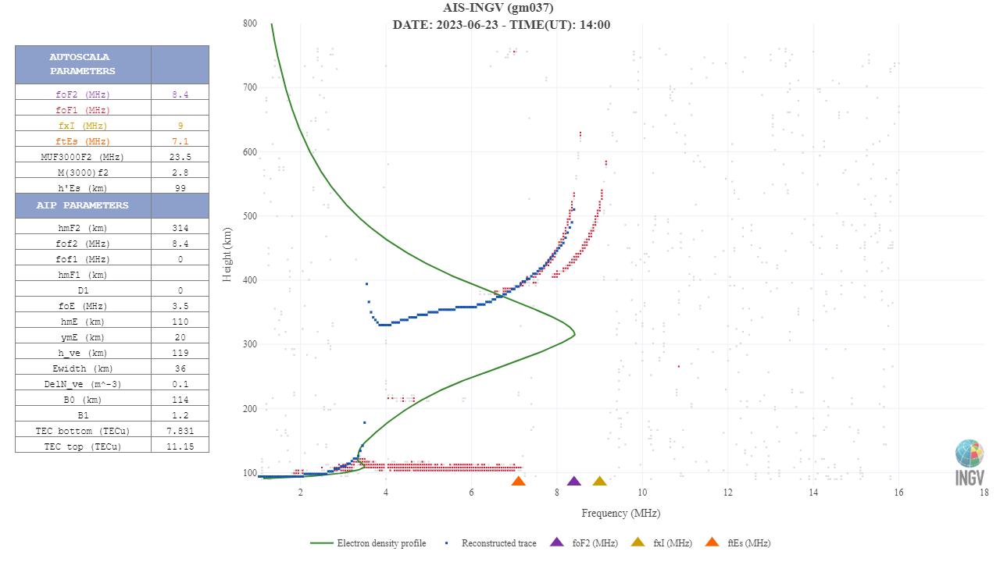 AIS-INGV (gm037)
DATE: 2023-06-23 - TIME(UT): 14:00
AUTOSCALA
PARAMETERS
foF2 (MHz) 8.4
foF1 (MHz)
fxI (MHz) 9
ftEs (MHz) 7.1
MUF3000F2 (MHz) 23.5
M(3000)f2 2.8
h'Es (km) 99
AIP PARAMETERS
hmF2 (km) 314
fof2 (MHz) 8.4
fof1 (MHz) 0
hmF1 (km)
D1 0
foE (MHz) 3.5
hmE (km) 110
ymE (km) 20
h_ve (km) 119
Ewidth (km) 36
DelN_ve (m^-3) 0.1
B0 (km) 114
B1 1.2
TEC bottom (TECu) 7.831
TEC top (TECu) 11.15
Height (km)
800
700
600
500
400
300
200
100
2 4 6 8 10 12 14 16 18
Frequency (MHz)
INGV
Electron density profile Reconstructed trace foF2 (MHz) fxI (MHz) ftEs (MHz)